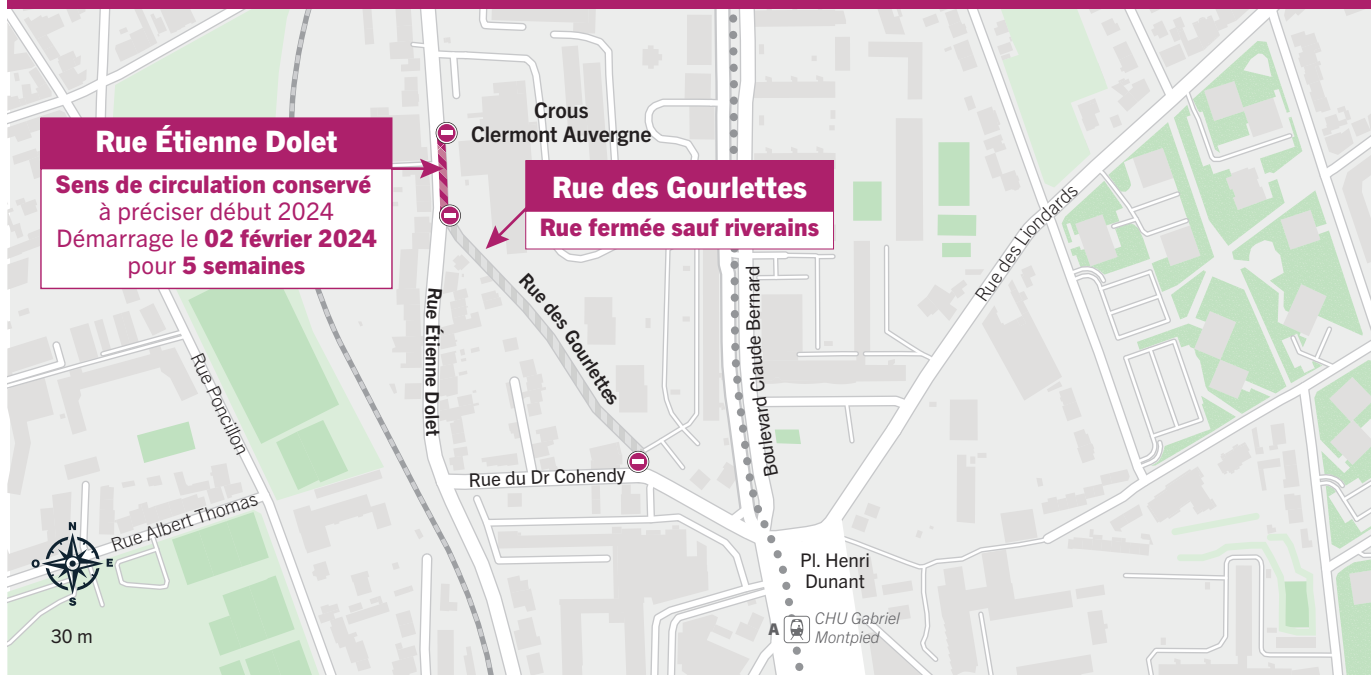 Crous
Clermont Auvergne
Rue Étienne Dolet
Sens de circulation conservé
à préciser début 2024
Démarrage le 02 février 2024
pour 5 semaines
Rue des Gourlettes
Rue fermée sauf riverains
Rue des Liondards
Boulevard Claude Bernard
Rue des Gourlettes
Rue Étienne Dolet
Rue Poncillon
Rue du Dr Cohendy
Rue Albert Thomas
N
O
E
S
30 m
Pl. Henri
Dunant
A
CHU Gabriel
Montpied